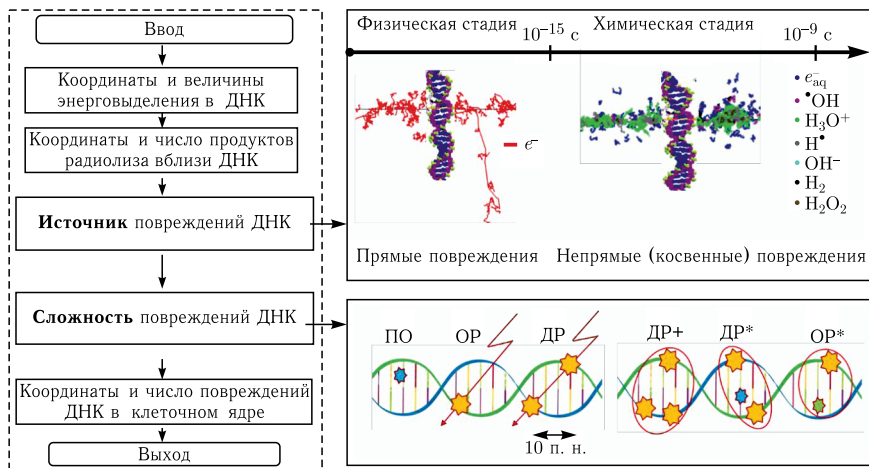 Ввод
Координаты и величины
энерговыделения в ДНК
Координаты и число продуктов
радиолиза вблизи ДНК
Источник повреждений ДНК
Сложность повреждений ДНК
Координаты и число повреждений
ДНК в клеточном ядре
Выход
Физическая стадия 10⁻¹⁵ с Химическая стадия 10⁻⁹ с
e⁻
e⁻aq
•OH
H₃O⁺
H•
OH⁻
H₂
H₂O₂
Прямые повреждения Непрямые (косвенные) повреждения
ПО ОР ДР ДР+ ДР* ОР*
10 п. н.